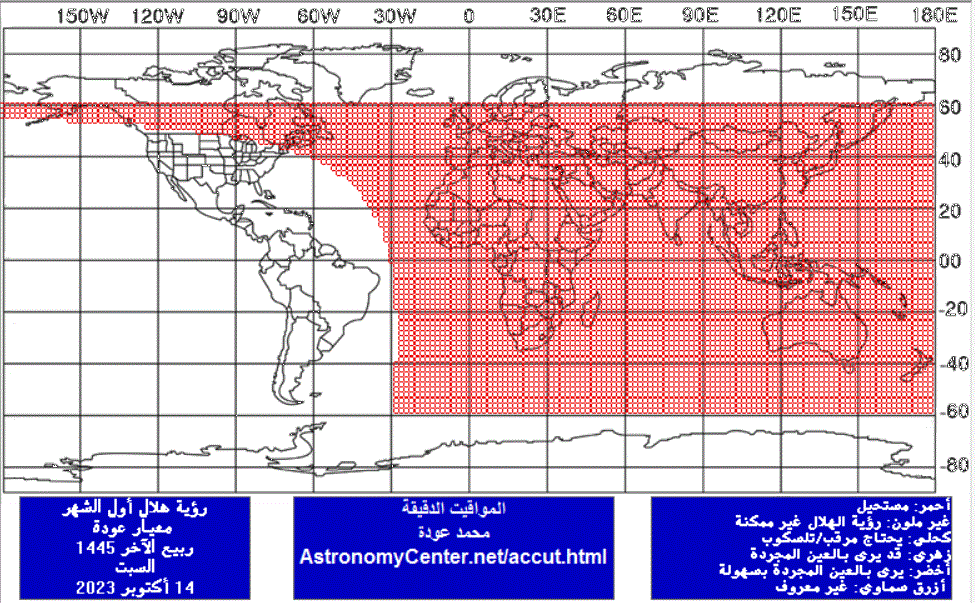 150W 120W 90W 60W 30W 0 30E 60E 90E 120E 150E 180E
80
60
40
20
00
-20
-40
-60
-80
رؤية هلال أول الشهر
معيار عودة
ربيع الآخر 1445
السبت
14 أكتوبر 2023
المواقيت الدقيقة
محمد عودة
AstronomyCenter.net/accut.html
أحمر: مستحيل
غير ملون: رؤية الهلال غير ممكنة
كحلي: يحتاج مرقب/تلسكوب
زهري: قد يرى بالعين المجردة
أخضر: يرى بالعين المجردة بسهولة
أزرق سماوي: غير معروف